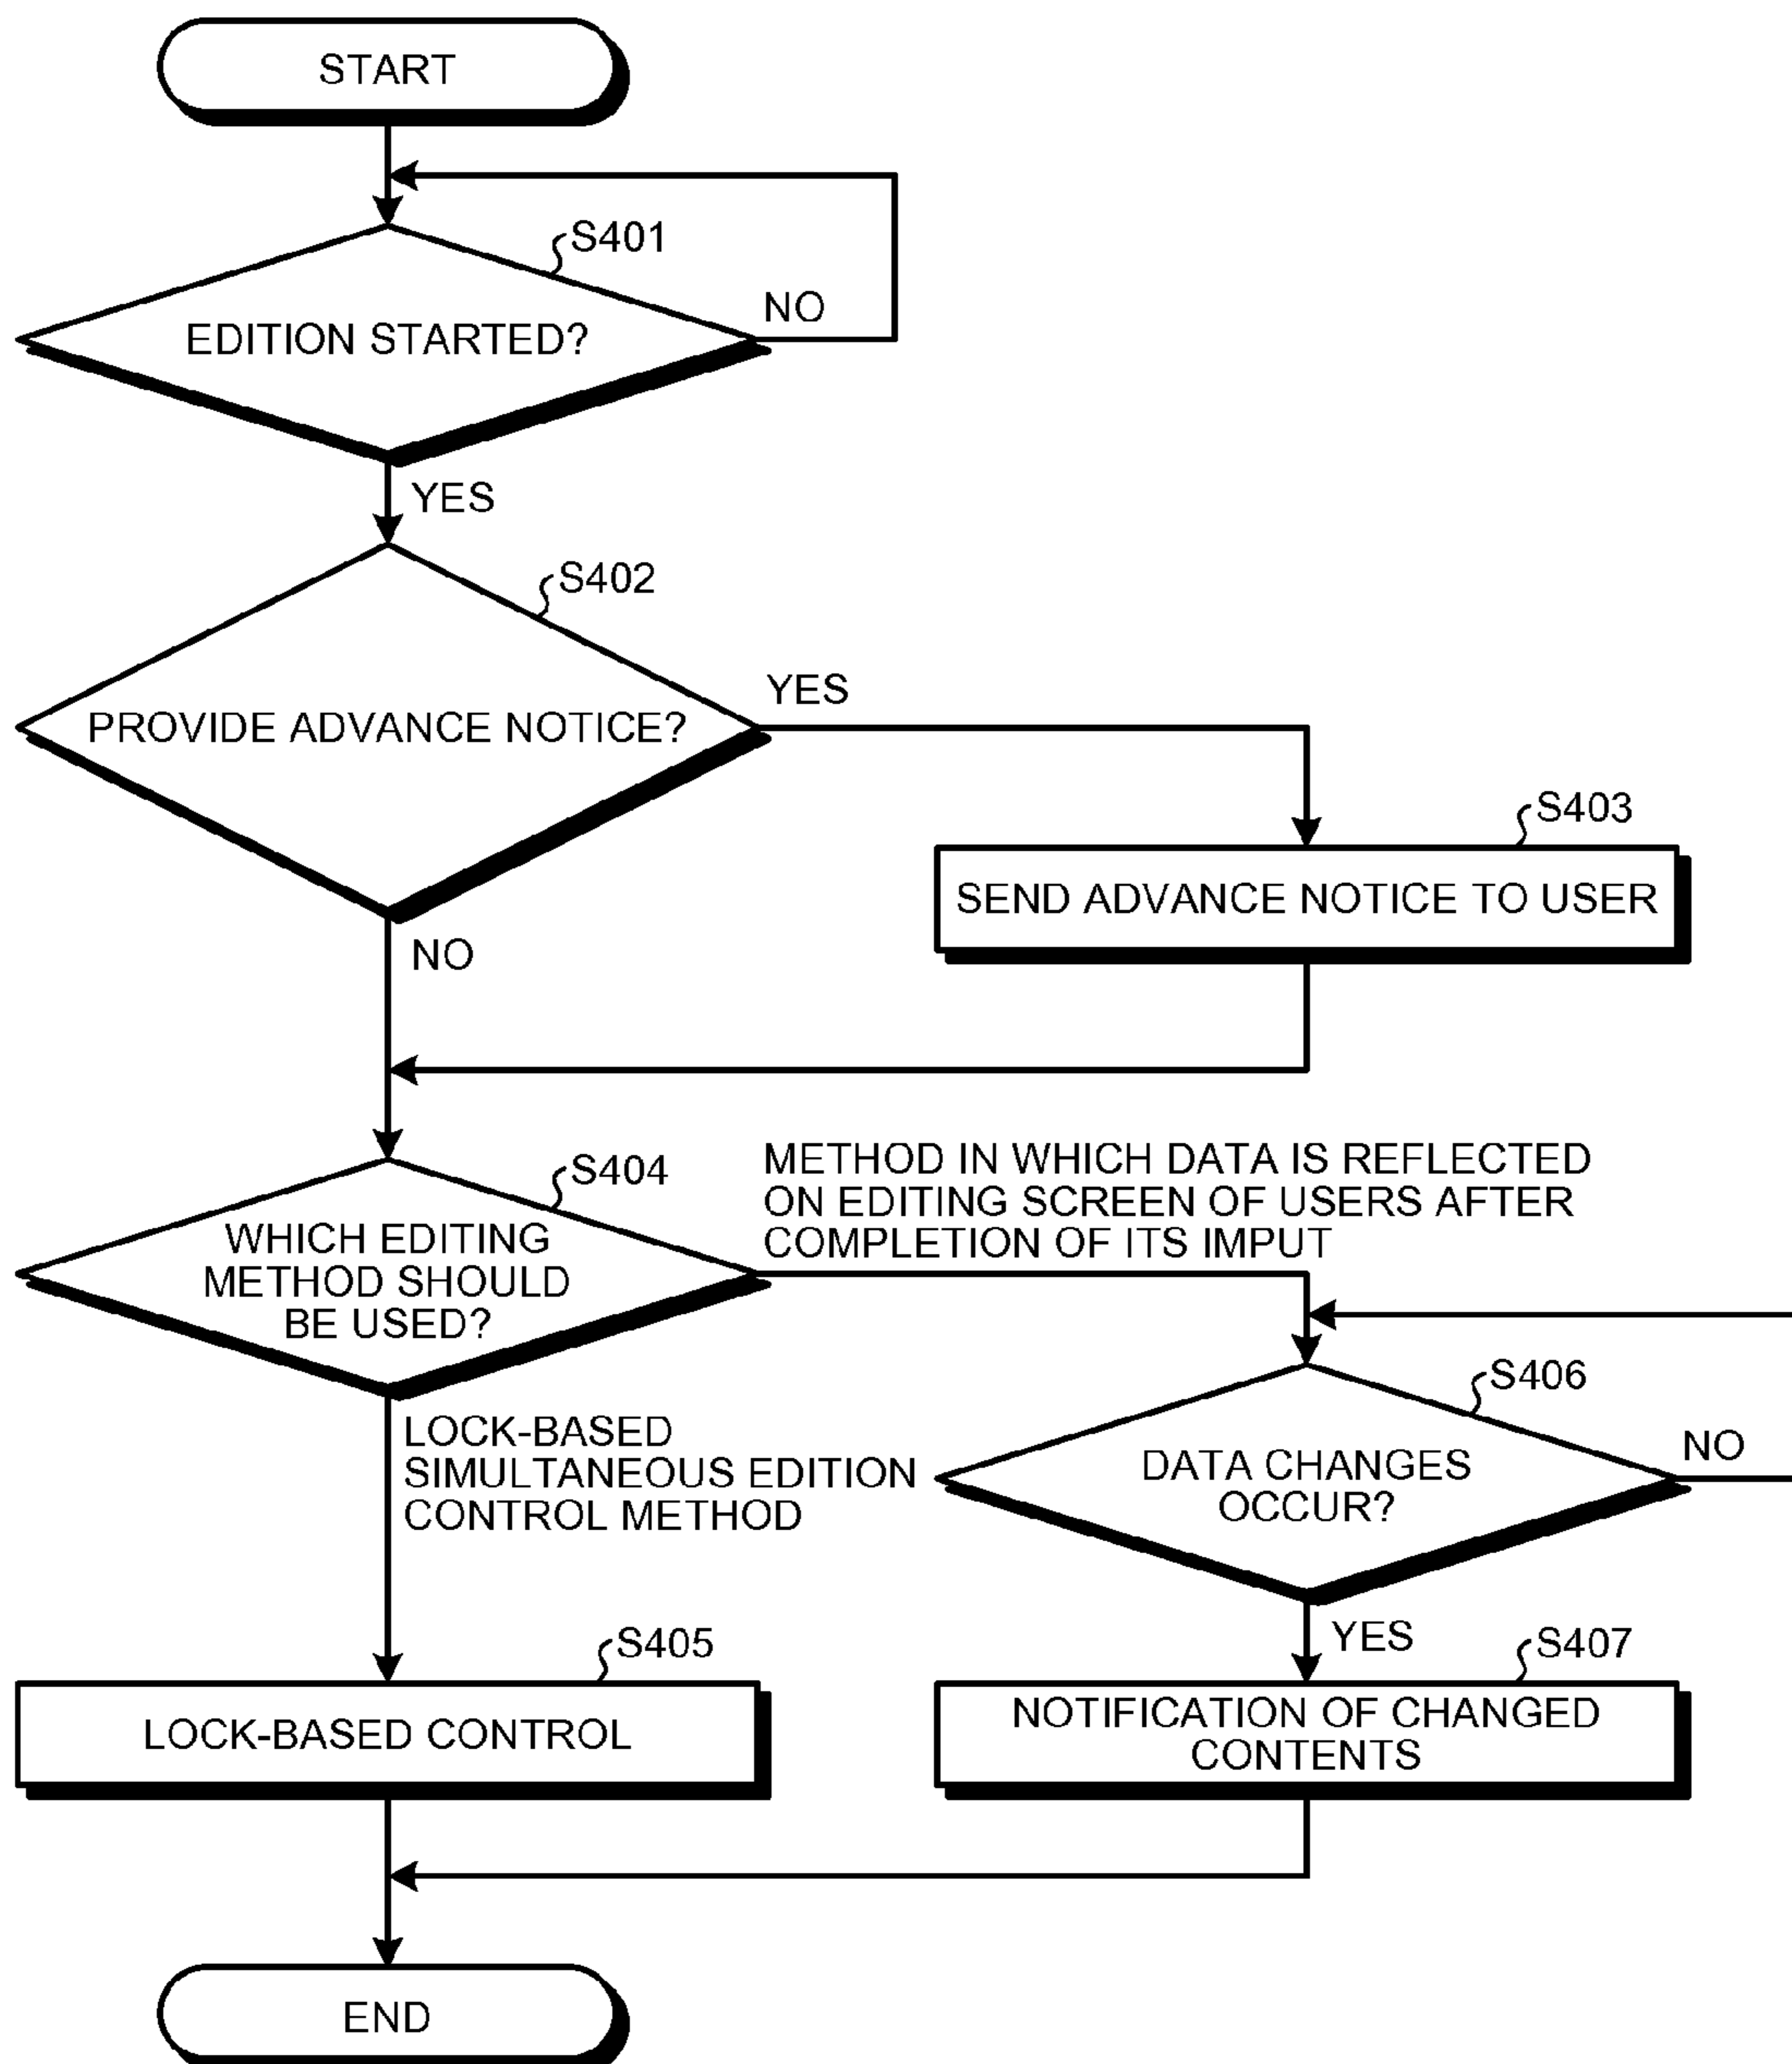 START
S401
NO
EDITION STARTED?
YES
S402
YES
PROVIDE ADVANCE NOTICE?
S403
SEND ADVANCE NOTICE TO USER
NO
S404
METHOD IN WHICH DATA IS REFLECTED
ON EDITING SCREEN OF USERS AFTER
COMPLETION OF ITS IMPUT
WHICH EDITING
METHOD SHOULD
BE USED?
S406
NO
DATA CHANGES
OCCUR?
LOCK-BASED
SIMULTANEOUS EDITION
CONTROL METHOD
YES
S405
S407
LOCK-BASED CONTROL
NOTIFICATION OF CHANGED
CONTENTS
END